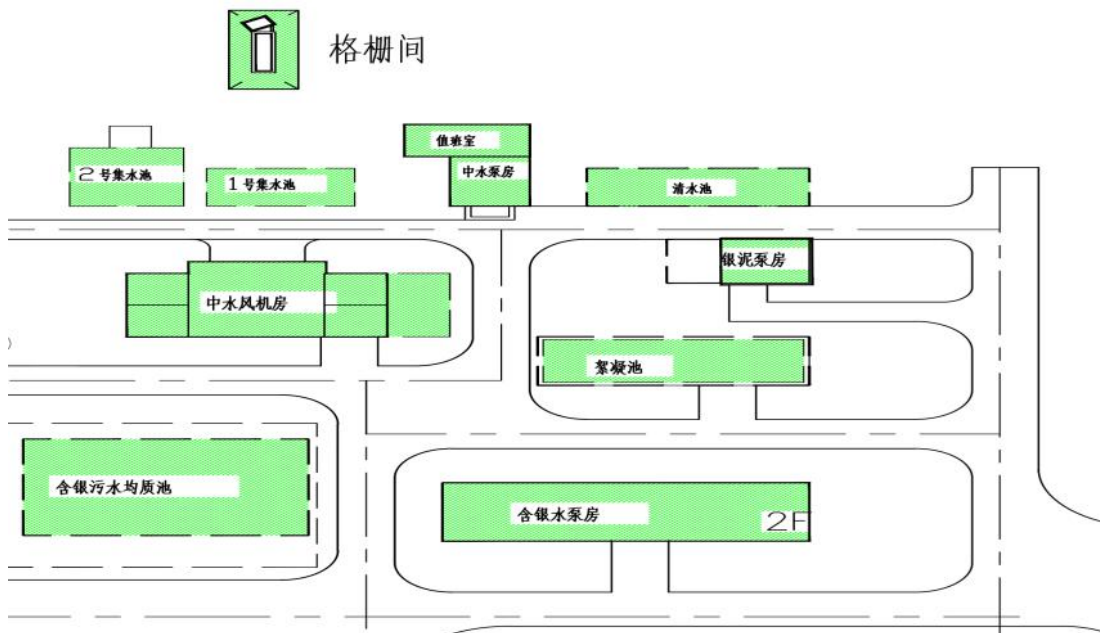 格栅间
值班室
2号集水池
1号集水池
中水泵房
清水池
银泥泵房
中水风机房
絮凝池
含银污水均质池
含银水泵房
2F